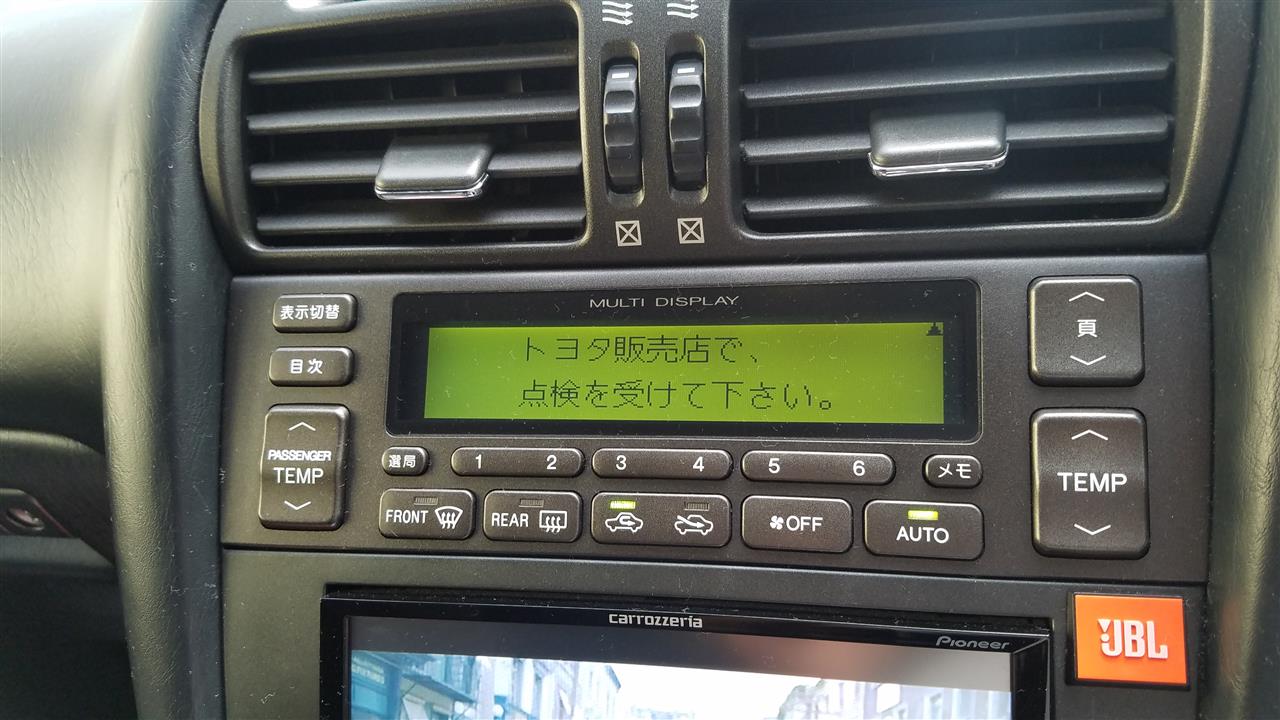 MULTI DISPLAY
表示切替
目次
トヨタ販売店で、
点検を受けて下さい。
頁
PASSENGER
TEMP
選局
1 2 3 4 5 6
メモ
TEMP
FRONT
REAR
OFF
AUTO
carrozzeria
Pioneer
JBL